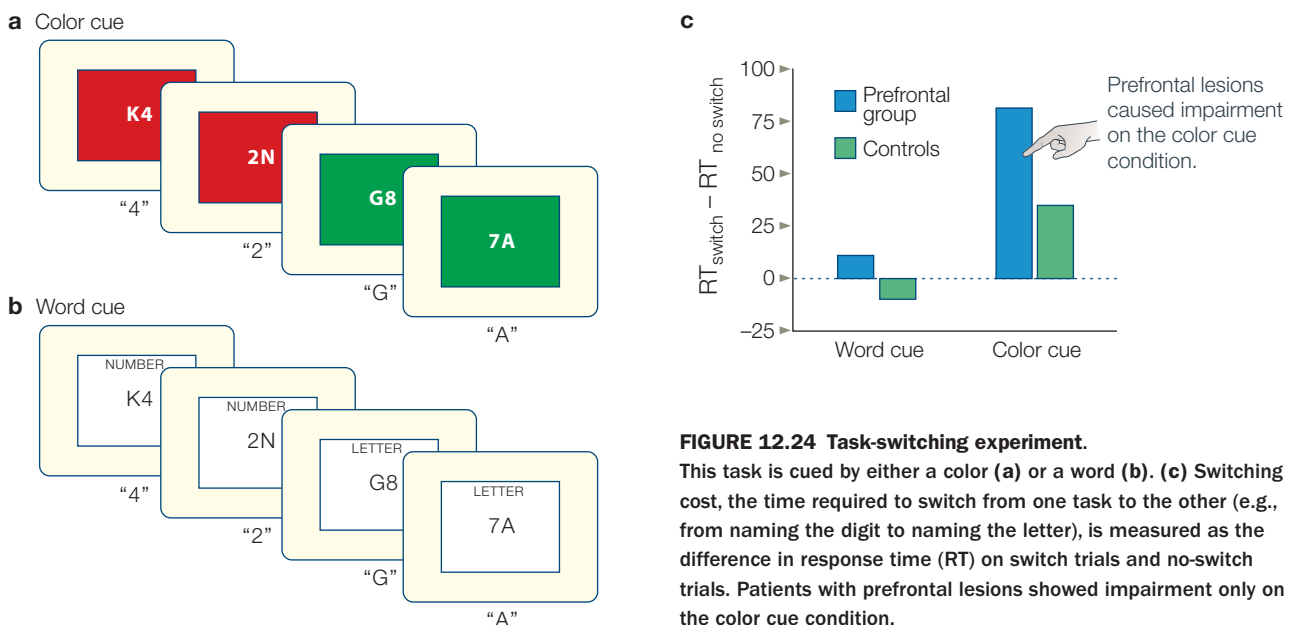 a Color cue
K4
2N
G8
7A
"4"
"2"
"G"
"A"
b Word cue
NUMBER
K4
NUMBER
2N
LETTER
G8
LETTER
7A
"4"
"2"
"G"
"A"
c
RT switch – RT no switch
100
75
50
25
0
–25
Prefrontal
group
Controls
Prefrontal lesions
caused impairment
on the color cue
condition.
Word cue
Color cue
FIGURE 12.24 Task-switching experiment.
This task is cued by either a color (a) or a word (b). (c) Switching
cost, the time required to switch from one task to the other (e.g.,
from naming the digit to naming the letter), is measured as the
difference in response time (RT) on switch trials and no-switch
trials. Patients with prefrontal lesions showed impairment only on
the color cue condition.